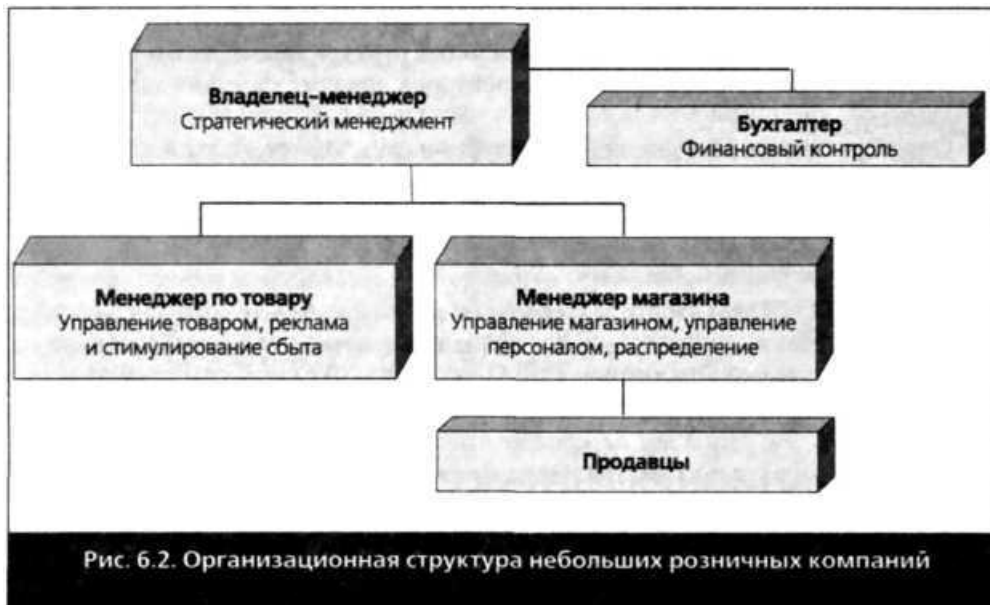 Владелец-менеджер
Стратегический менеджмент
Бухгалтер
Финансовый контроль
Менеджер по товару
Управление товаром, реклама
и стимулирование сбыта
Менеджер магазина
Управление магазином, управление
персоналом, распределение
Продавцы
Рис. 6.2. Организационная структура небольших розничных компаний